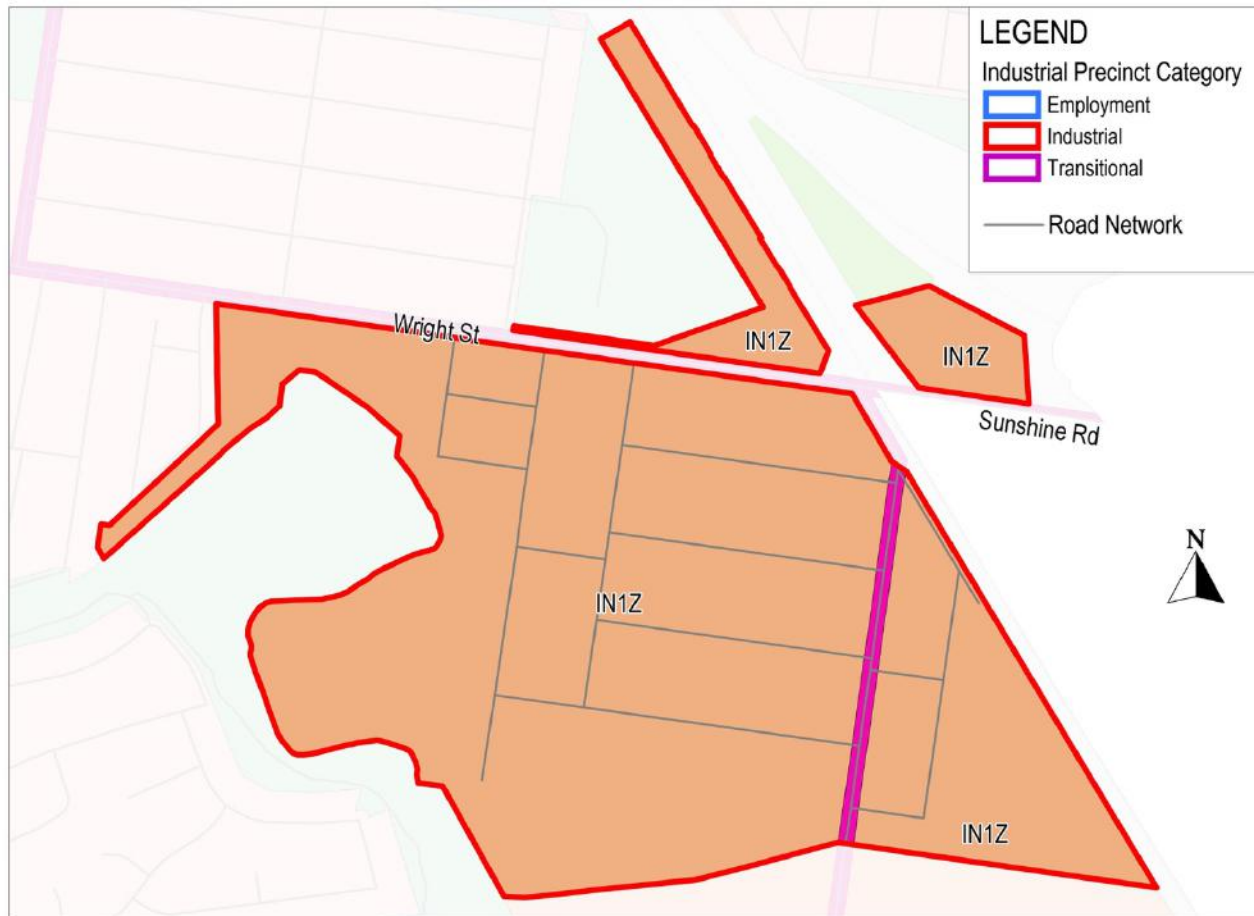 LEGEND
Industrial Precinct Category
Employment
Industrial
Transitional
Road Network
Wright St
IN1Z
IN1Z
Sunshine Rd
N
IN1Z
IN1Z